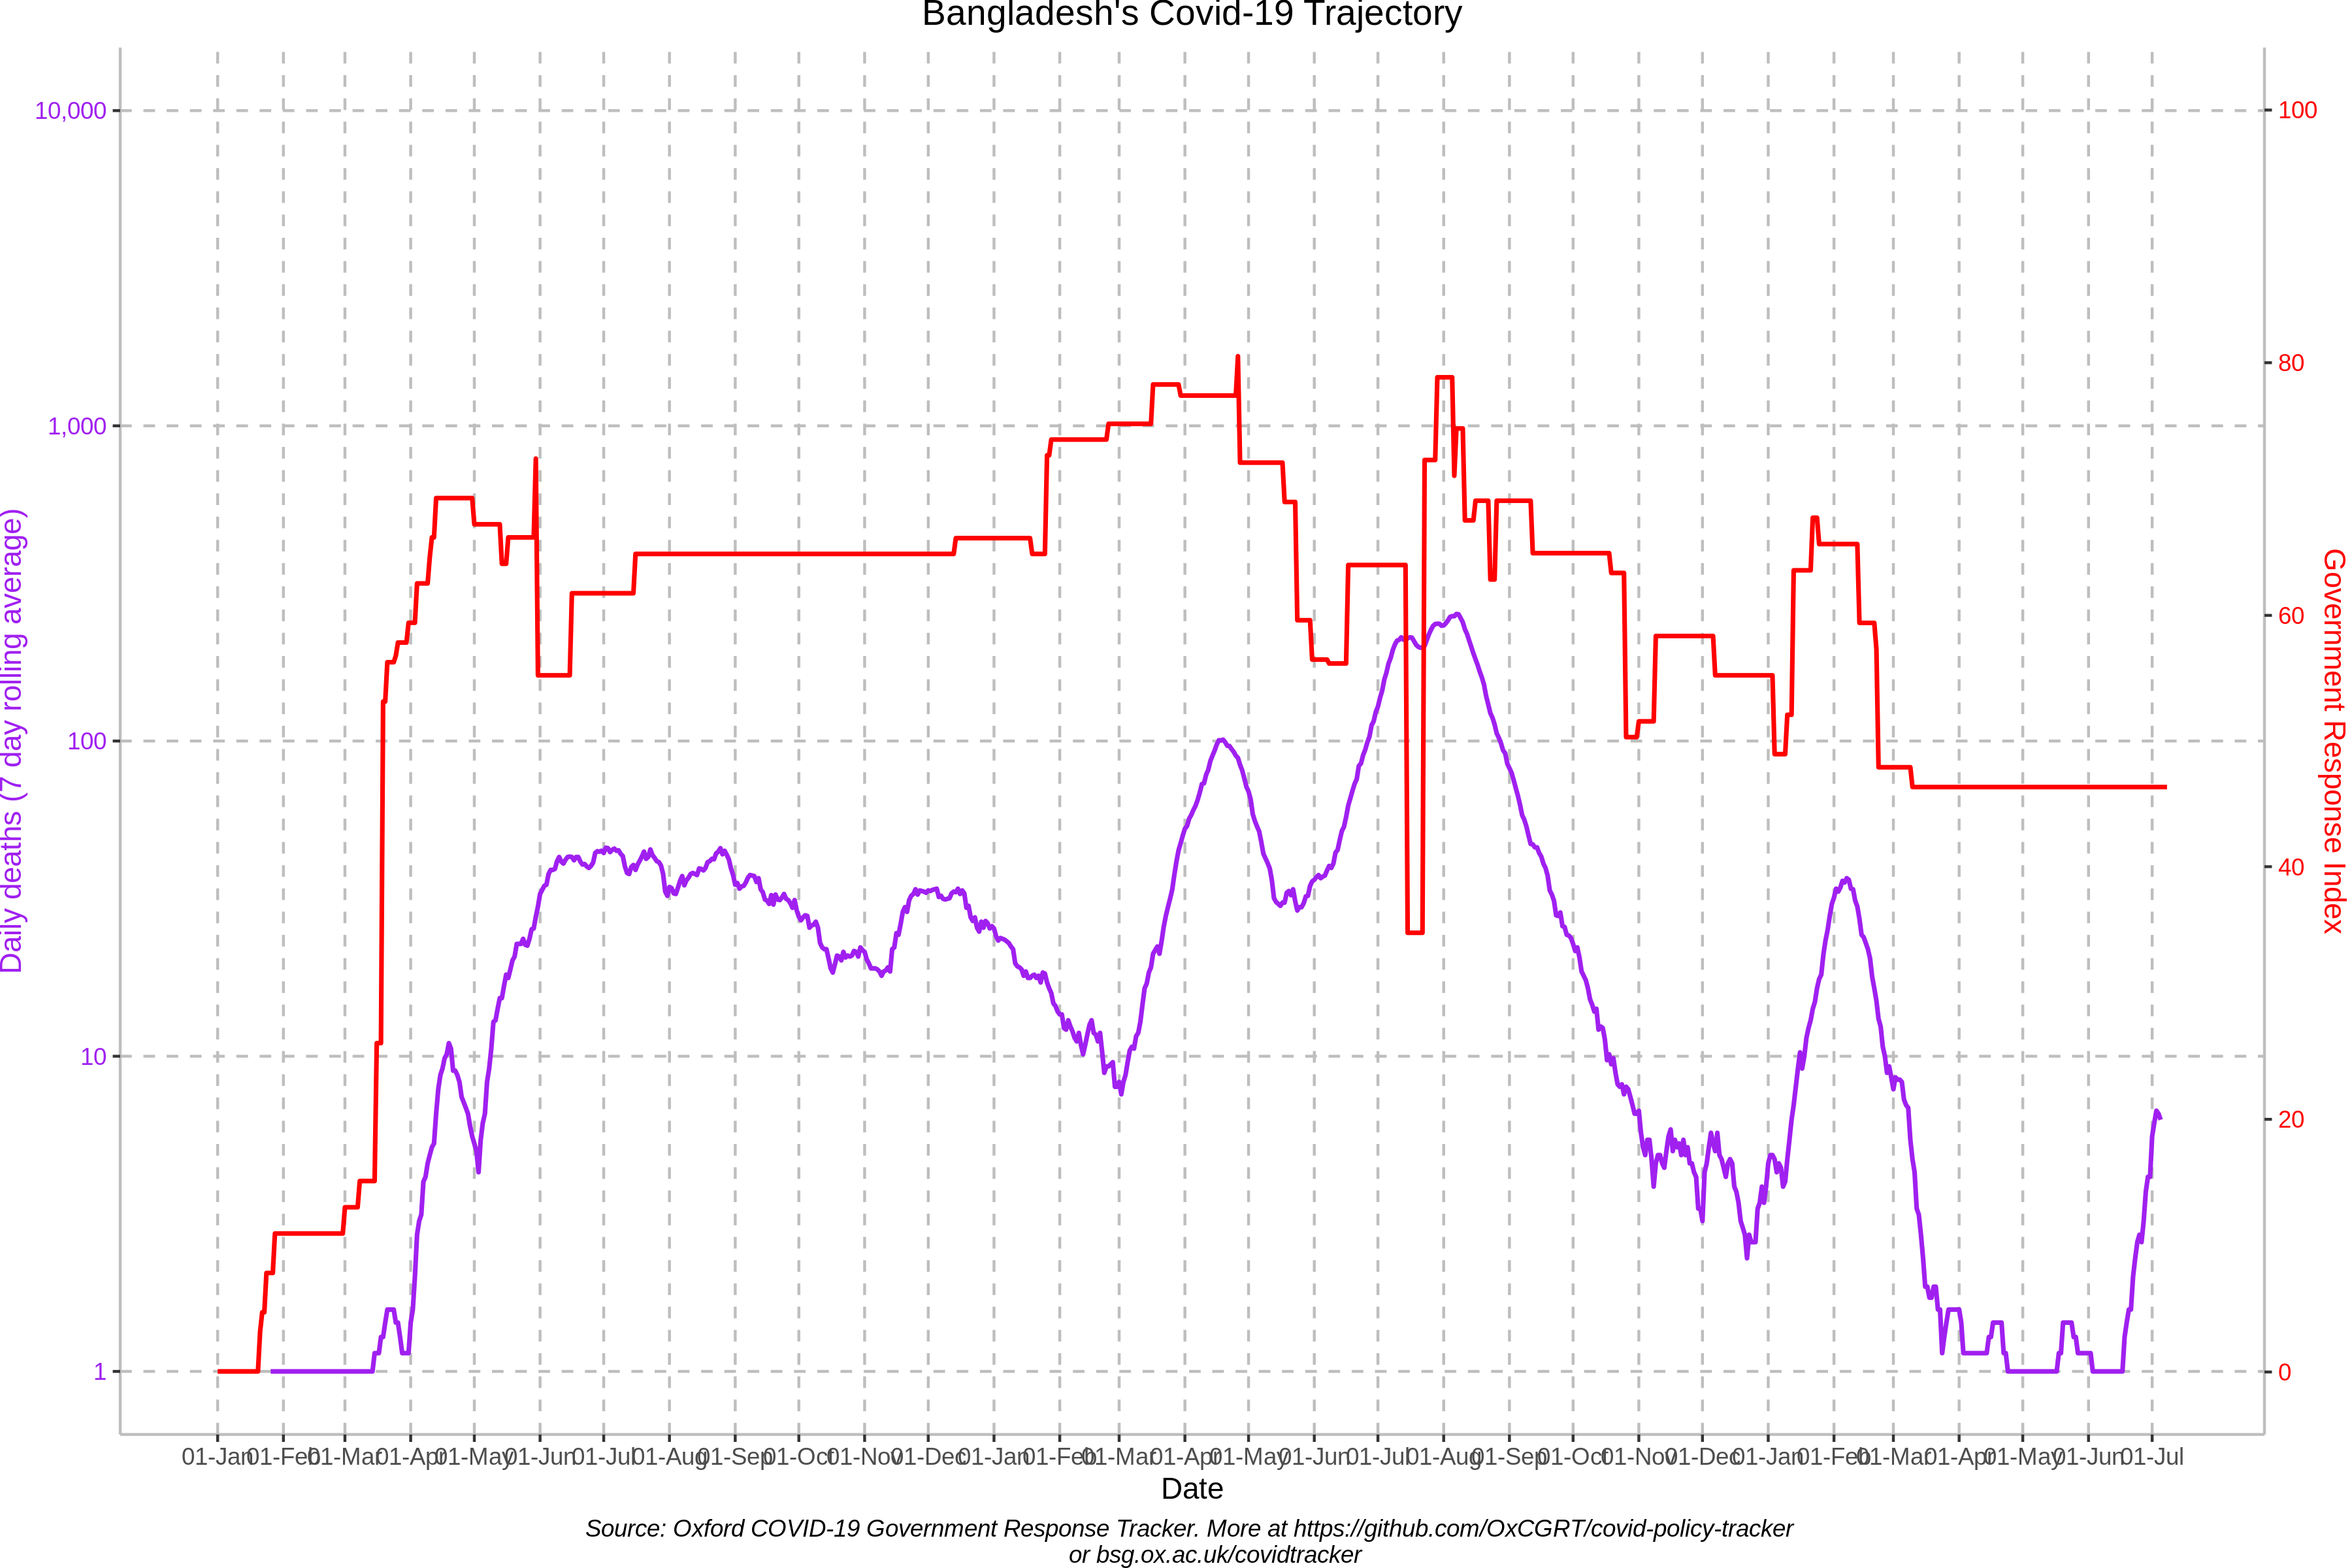 Bangladesh's Covid-19 Trajectory
10,000
1,000
100
10
1
Daily deaths (7 day rolling average)
100
80
60
40
20
0
Government Response Index
01-Jan 01-Feb 01-Mar 01-Apr 01-May 01-Jun 01-Jul 01-Aug 01-Sep 01-Oct 01-Nov 01-Dec 01-Jan 01-Feb 01-Mar 01-Apr 01-May 01-Jun 01-Jul 01-Aug 01-Sep 01-Oct 01-Nov 01-Dec 01-Jan 01-Feb 01-Mar 01-Apr 01-May 01-Jun 01-Jul
Date
Source: Oxford COVID-19 Government Response Tracker. More at https://github.com/OxCGRT/covid-policy-tracker
or bsg.ox.ac.uk/covidtracker